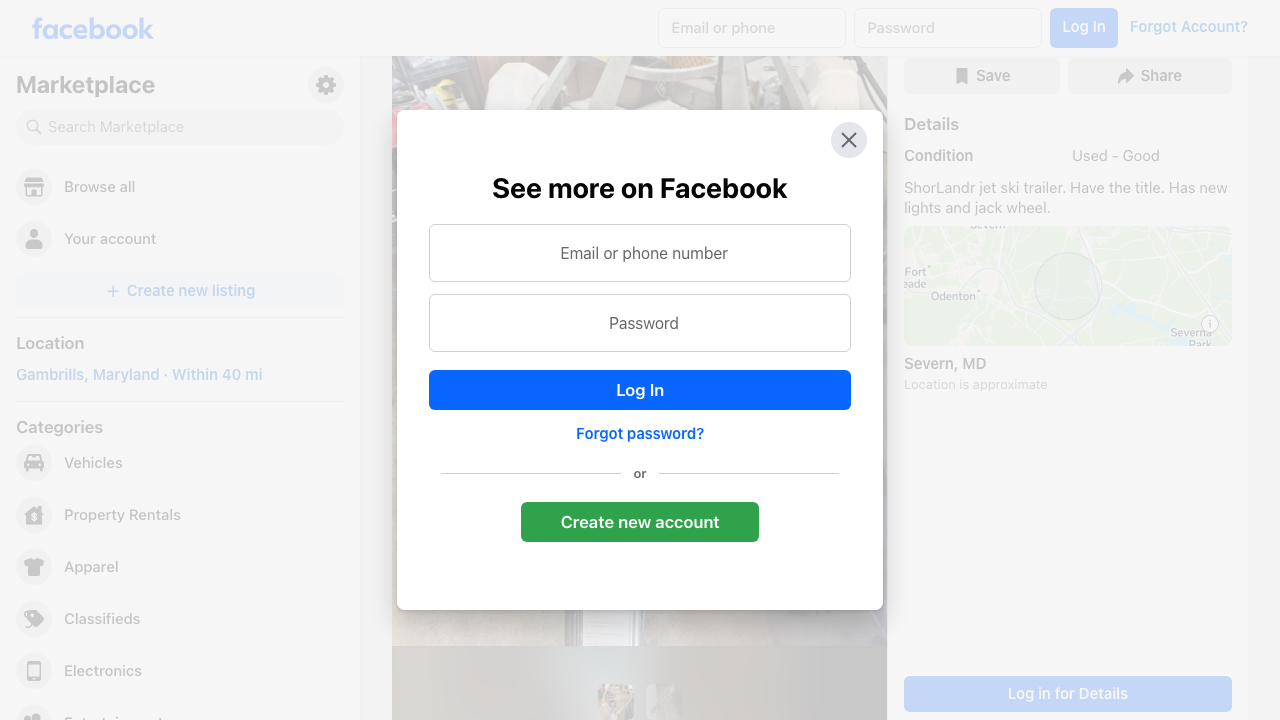 facebook
Email or phone
Password
Log In
Forgot Account?
Marketplace
Search Marketplace
Browse all
Your account
Create new listing
Location
Gambrills, Maryland · Within 40 mi
Categories
Vehicles
Property Rentals
Apparel
Classifieds
Electronics
See more on Facebook
Email or phone number
Password
Log In
Forgot password?
or
Create new account
Save
Share
Details
Condition
Used - Good
ShorLandr jet ski trailer. Have the title. Has new
lights and jack wheel.
Severn
Fort
eade
Odenton
Severna
Park
Severn, MD
Location is approximate
Log in for Details